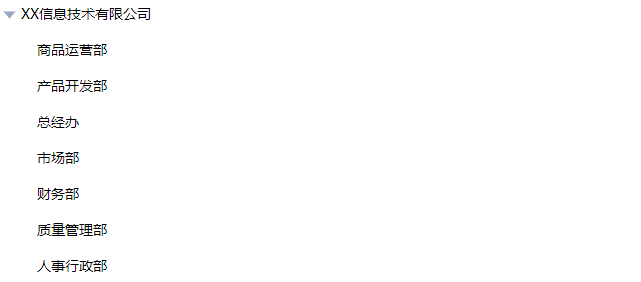 XX信息技术有限公司
商品运营部
产品开发部
总经办
市场部
财务部
质量管理部
人事行政部